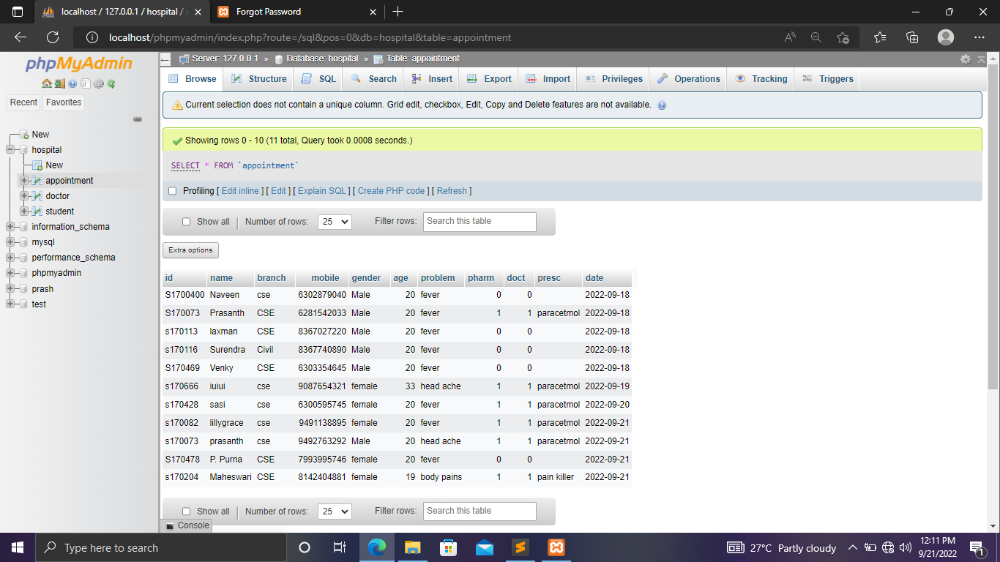 localhost / 127.0.0.1 / hospital / a
Forgot Password
localhost/phpmyadmin/index.php?route=/sql&pos=0&db=hospital&table=appointment
phpMyAdmin
Recent Favorites
New
hospital
New
appointment
doctor
student
information_schema
mysql
performance_schema
phpmyadmin
prash
test
Server: 127.0.0.1 » Database: hospital » Table: appointment
Browse Structure SQL Search Insert Export Import Privileges Operations Tracking Triggers
Current selection does not contain a unique column. Grid edit, checkbox, Edit, Copy and Delete features are not available.
Showing rows 0 - 10 (11 total, Query took 0.0008 seconds.)
SELECT * FROM `appointment`
Profiling [ Edit inline ] [ Edit ] [ Explain SQL ] [ Create PHP code ] [ Refresh ]
Show all | Number of rows: 25 Filter rows: Search this table
Extra options
id name branch mobile gender age problem pharm doct presc date
S1700400 Naveen cse 6302879040 Male 20 fever 0 0 2022-09-18
S170073 Prasanth CSE 6281542033 Male 20 fever 1 1 paracetmol 2022-09-18
s170113 laxman CSE 8367027220 Male 20 fever 0 0 2022-09-18
s170116 Surendra Civil 8367740890 Male 20 fever 0 0 2022-09-18
S170469 Venky CSE 6303354645 Male 20 fever 0 0 2022-09-18
s170666 iuiui cse 9087654321 female 33 head ache 1 1 paracetmol 2022-09-19
s170428 sasi cse 6300595745 female 20 fever 1 1 paracetmol 2022-09-20
s170082 lillygrace cse 9491138895 female 20 fever 1 1 paracetmol 2022-09-21
s170073 prasanth cse 9492763292 Male 20 head ache 1 1 paracetmol 2022-09-21
S170478 P. Purna CSE 7993995746 female 20 fever 0 0 2022-09-21
s170204 Maheswari CSE 8142404881 female 19 body pains 1 1 pain killer 2022-09-21
Show all | Number of rows: 25 Filter rows: Search this table
Console
Type here to search
27°C Partly cloudy
12:11 PM
9/21/2022
1